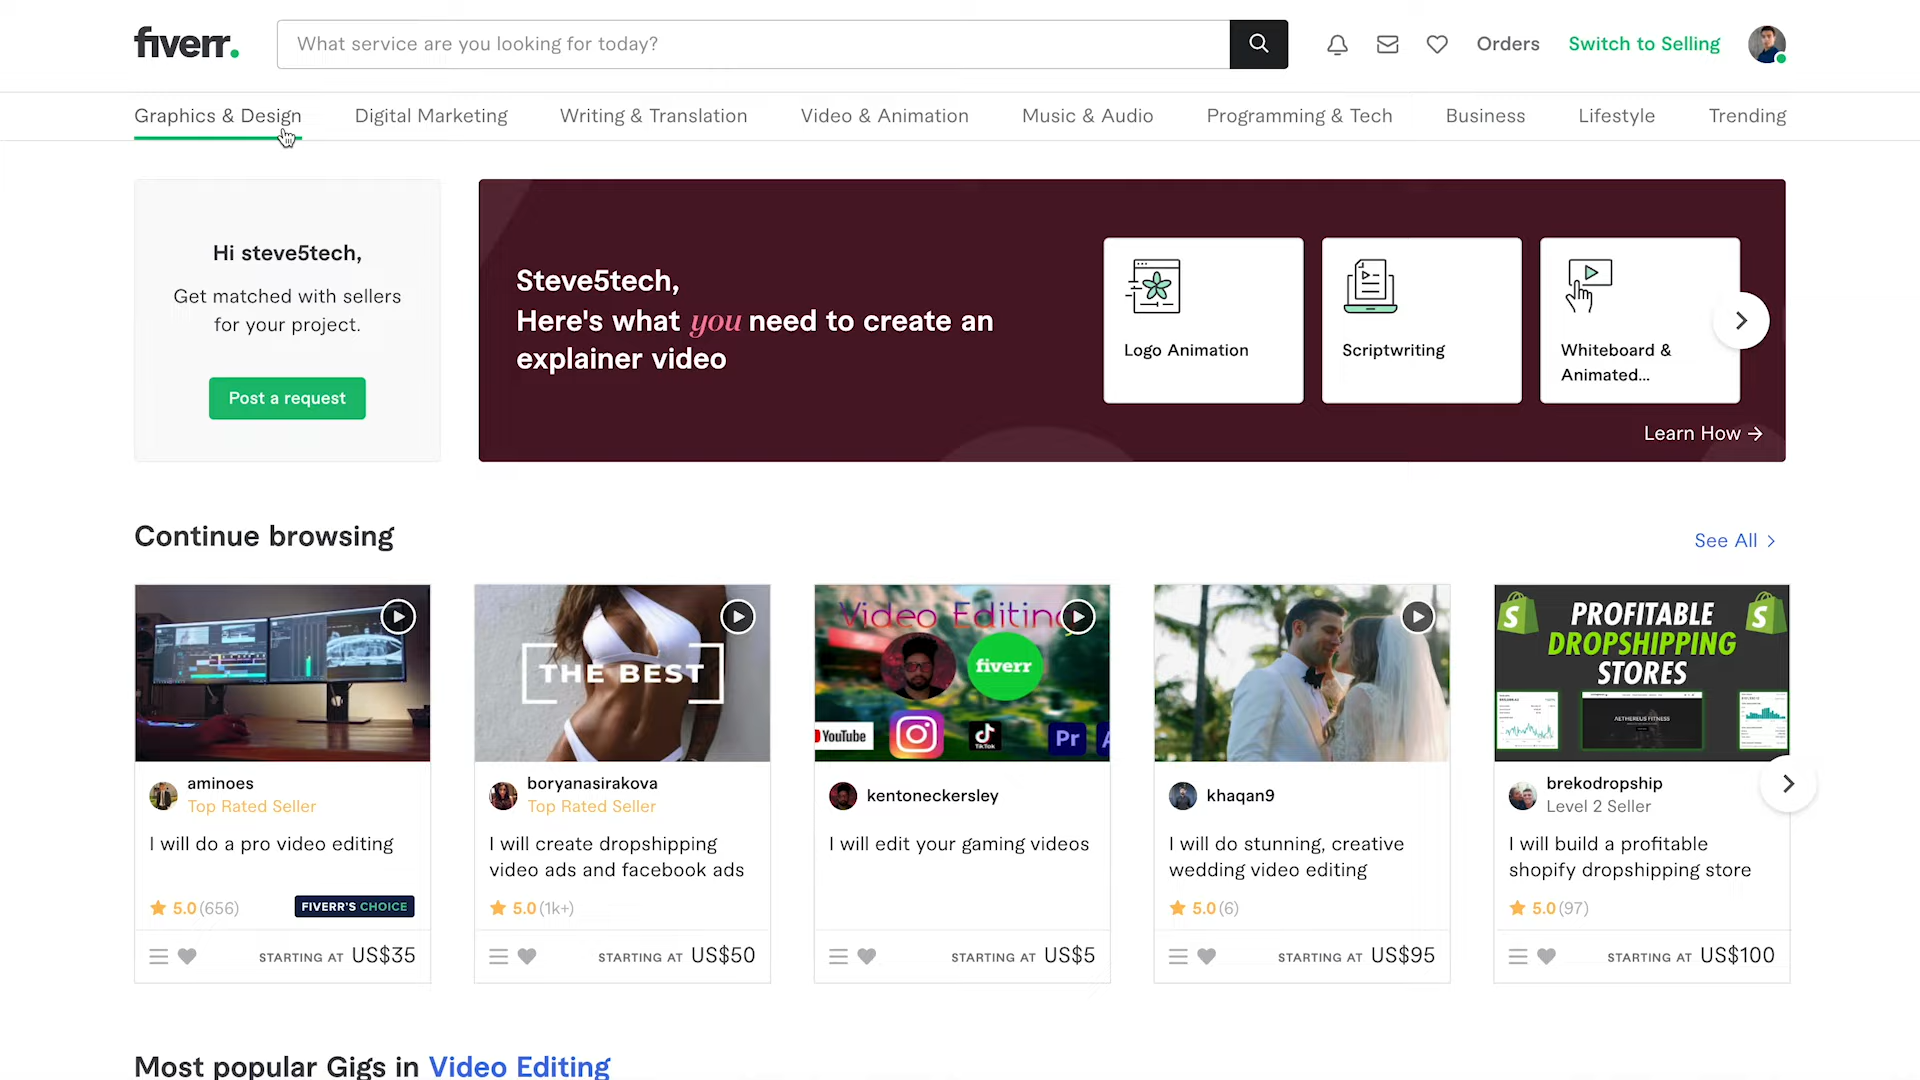 fiverr.
What service are you looking for today?
Orders
Switch to Selling
Graphics & Design
Digital Marketing
Writing & Translation
Video & Animation
Music & Audio
Programming & Tech
Business
Lifestyle
Trending
Hi steve5tech,
Get matched with sellers
for your project.
Post a request
Steve5tech,
Here's what you need to create an
explainer video
Logo Animation
Scriptwriting
Whiteboard &
Animated...
Learn How →
Continue browsing
See All >
THE BEST
Video Editing
fiverr
YouTube
TikTok
Pr
PROFITABLE
DROPSHIPPING
STORES
AETHEREUS FITNESS
aminoes
Top Rated Seller
I will do a pro video editing
5.0 (656)
FIVERR'S CHOICE
STARTING AT US$35
boryanasirakova
Top Rated Seller
I will create dropshipping
video ads and facebook ads
5.0 (1k+)
STARTING AT US$50
kentoneckersley
I will edit your gaming videos
STARTING AT US$5
khaqan9
I will do stunning, creative
wedding video editing
5.0 (6)
STARTING AT US$95
brekodropship
Level 2 Seller
I will build a profitable
shopify dropshipping store
5.0 (97)
STARTING AT US$100
Most popular Gigs in Video Editing